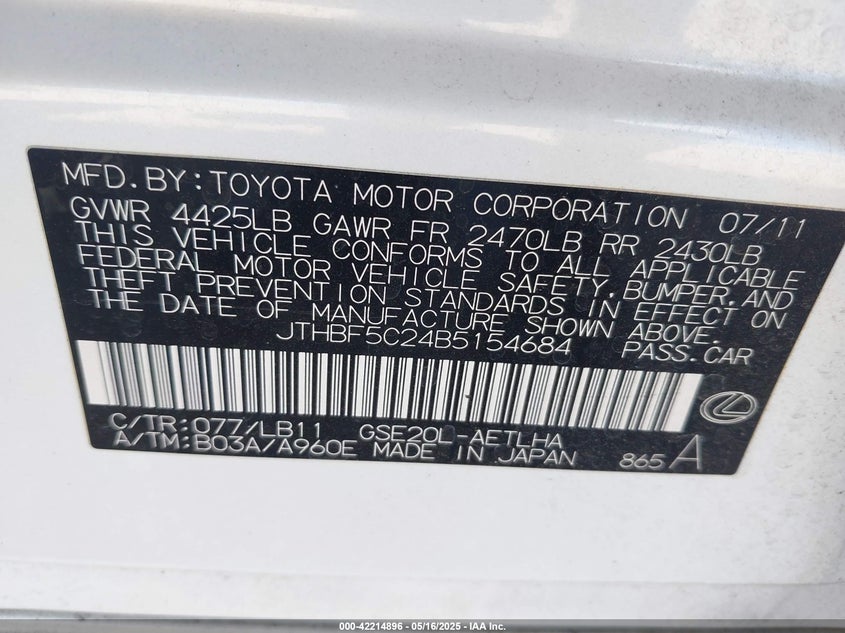 MFD.BY:TOYOTA MOTOR CORPORATION 07/11
GVWR 4425LB GAWR FR 2470LB RR 2430LB
THIS VEHICLE CONFORMS TO ALL APPLICABLE
FEDERAL MOTOR VEHICLE SAFETY,BUMPER,AND
THEFT PREVENTION STANDARDS IN EFFECT ON
THE DATE OF MANUFACTURE SHOWN ABOVE.
JTHBF5C24B5154684 PASS.CAR
C/TR:077/LB11 GSE20L-AETLHA
A/TM:B03A/A960E MADE IN JAPAN 865 A
000-42214896 - 05/16/2025 - IAA Inc.